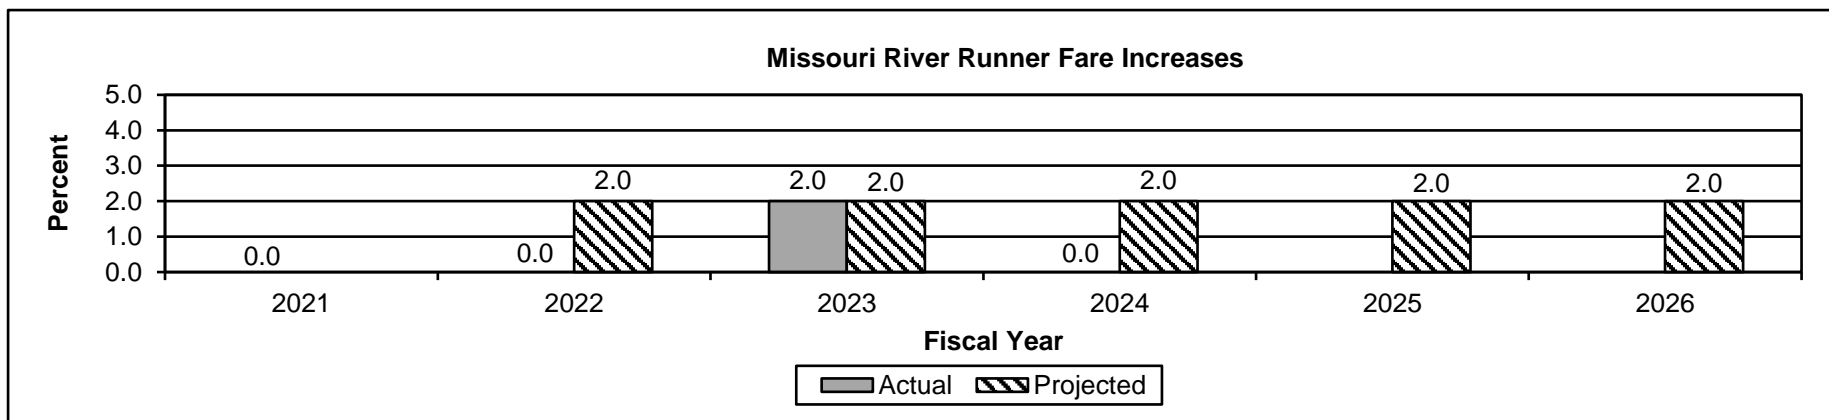 Missouri River Runner Fare Increases
Percent
5.0
4.0
3.0
2.0
1.0
0.0
0.0
0.0 2.0
2.0 2.0
0.0 2.0
2.0
2.0
2021 2022 2023 2024 2025 2026
Fiscal Year
Actual Projected